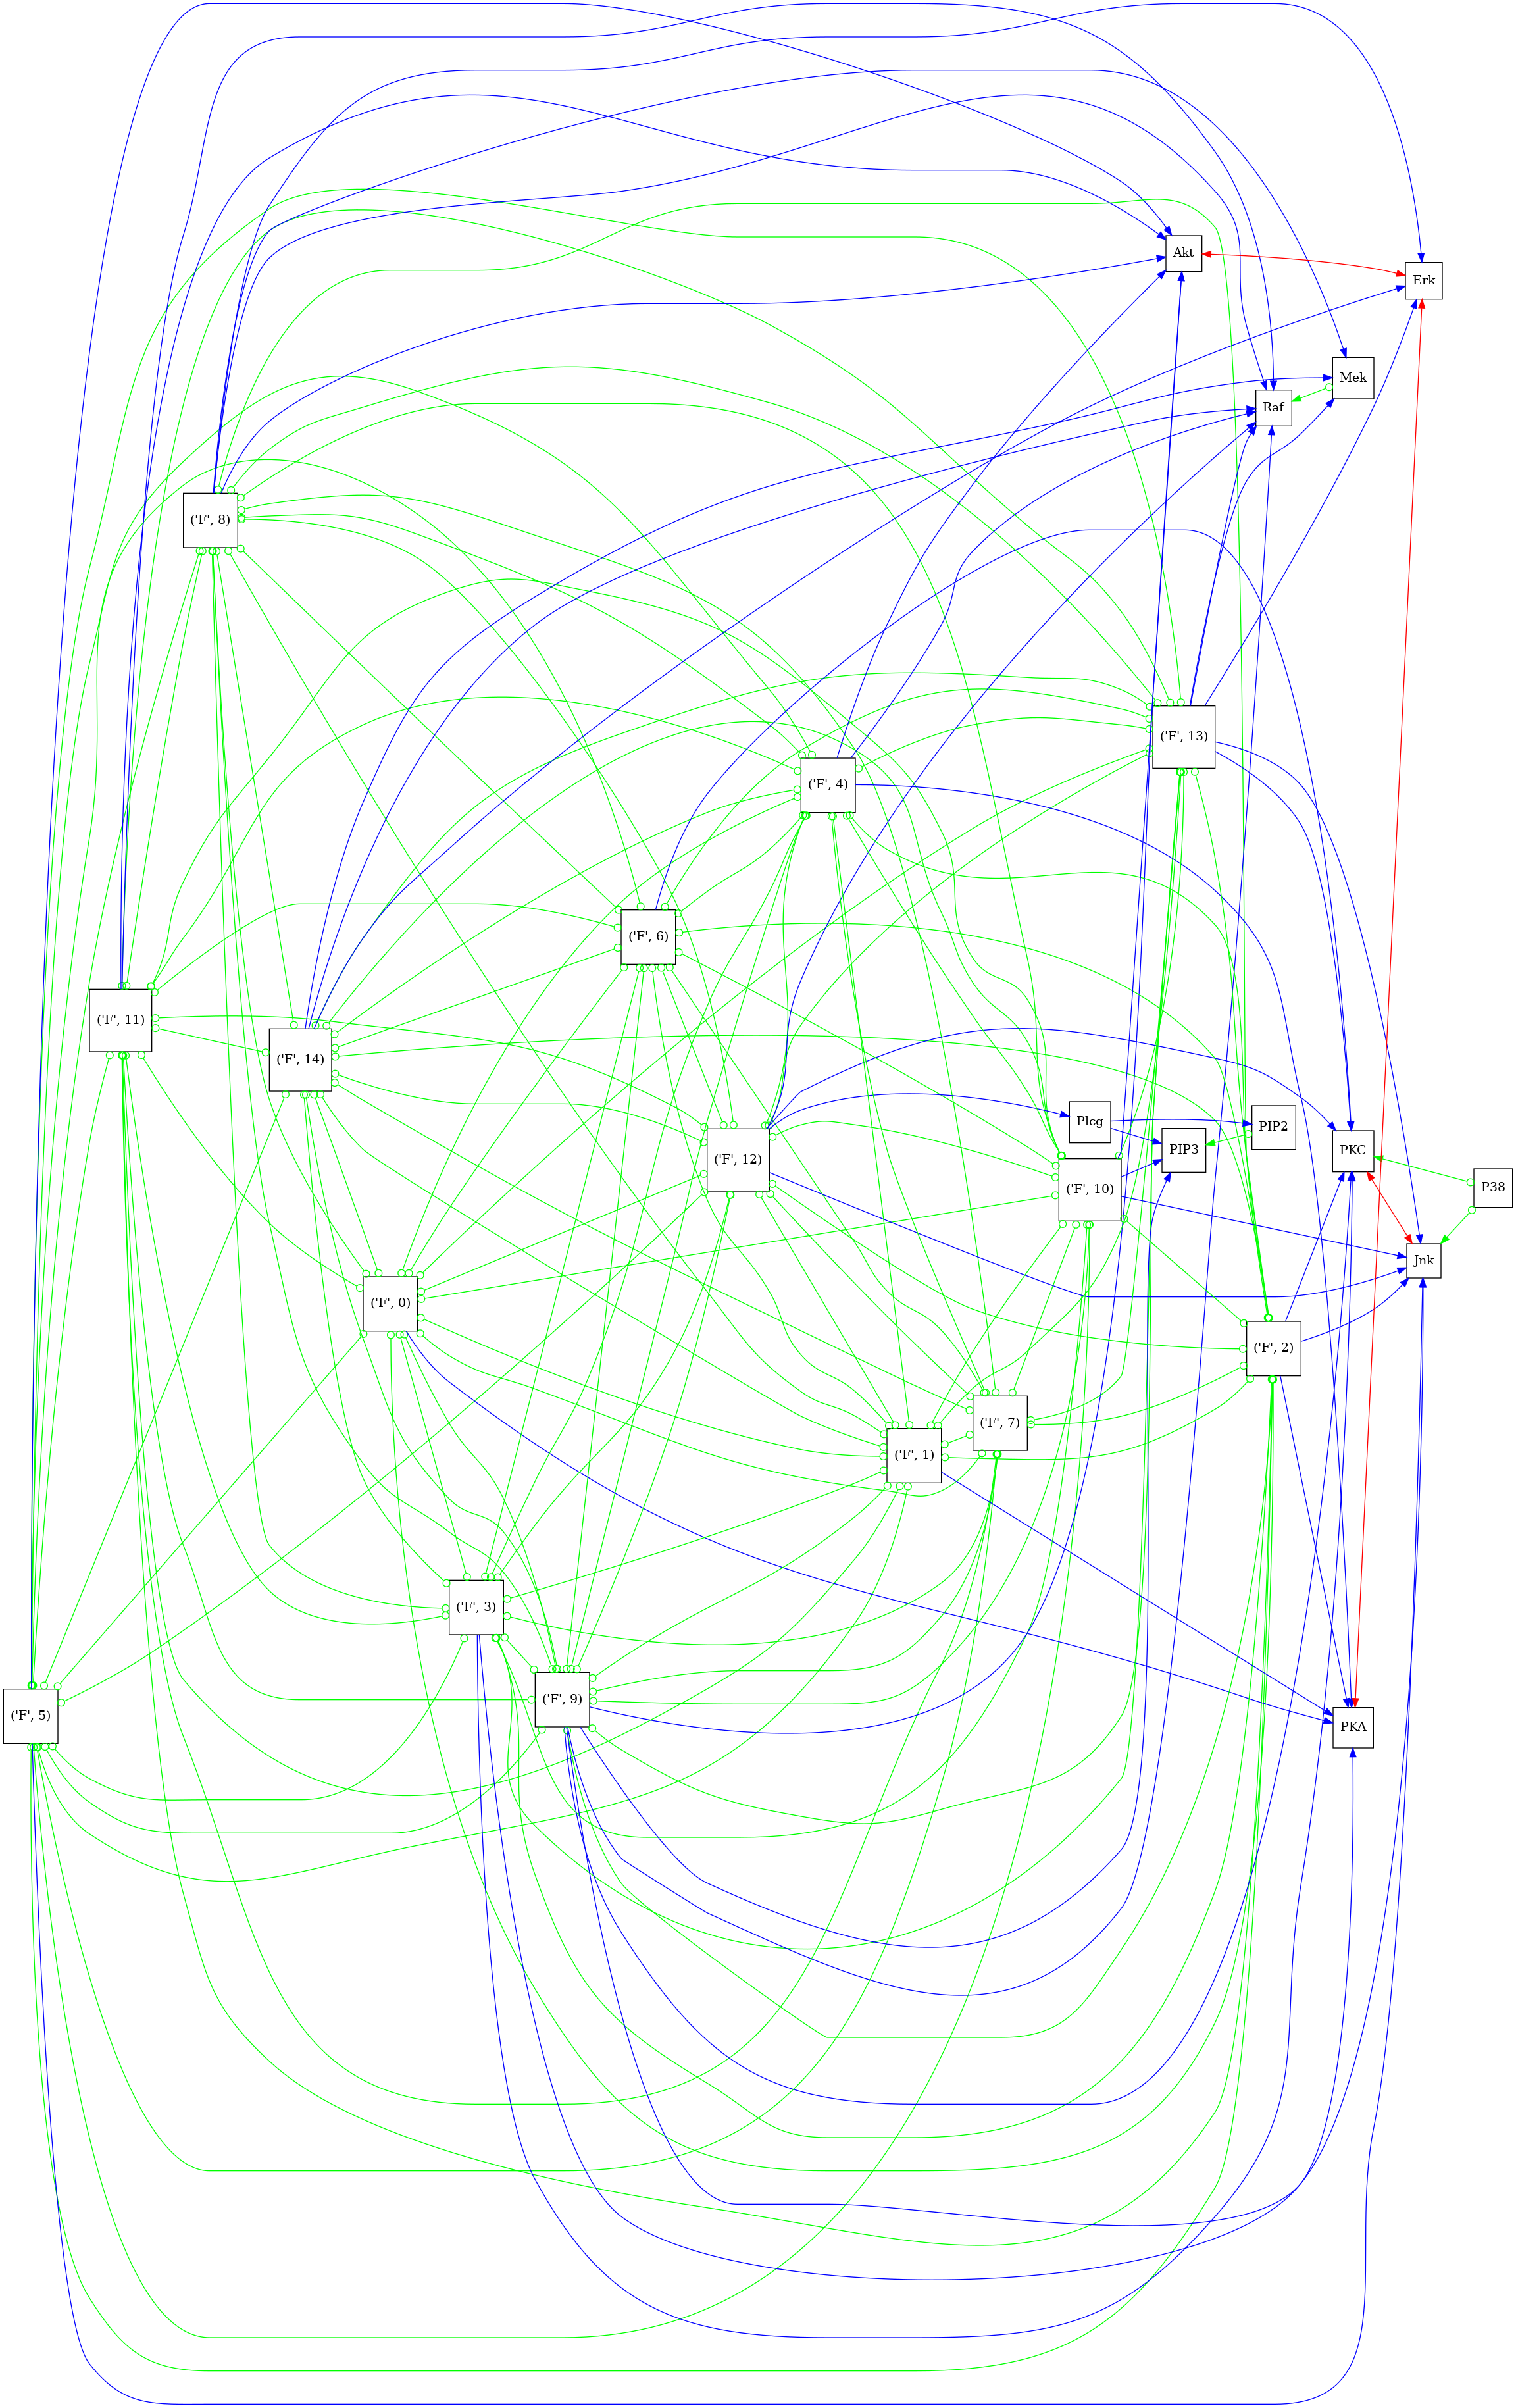 Akt
Erk
Mek
Raf
('F', 8)
('F', 13)
('F', 4)
('F', 6)
('F', 11)
('F', 14)
Plcg
PIP2
PIP3
PKC
('F', 12)
('F', 10)
P38
Jnk
('F', 0)
('F', 2)
('F', 7)
('F', 1)
('F', 3)
('F', 9)
('F', 5)
PKA